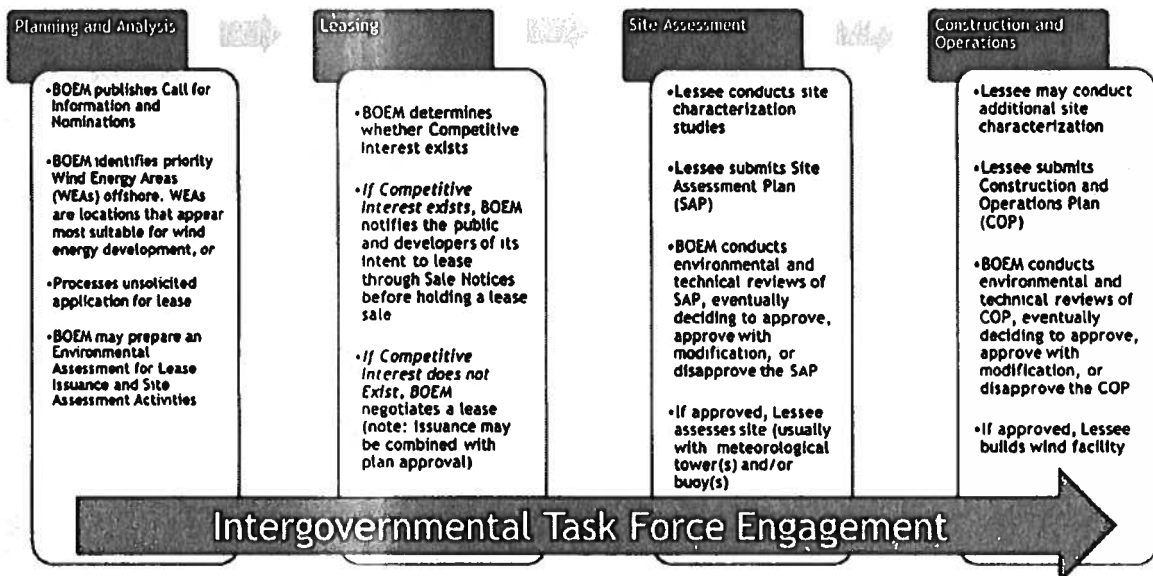 Planning and Analysis
•BOEM publishes Call for
Information and
Nominations
•BOEM identifies priority
Wind Energy Areas
(WEAs) offshore. WEAs
are locations that appear
most suitable for wind
energy development, or
•Processes unsolicited
application for lease
•BOEM may prepare an
Environmental
Assessment for Lease
Issuance and Site
Assessment Activities
Leasing
•BOEM determines
whether Competitive
Interest exists
•If Competitive
Interest exists, BOEM
notifies the public
and developers of its
intent to lease
through Sale Notices
before holding a lease
sale
•If Competitive
Interest does not
Exist, BOEM
negotiates a lease
(note: issuance may
be combined with
plan approval)
Site Assessment
•Lessee conducts site
characterization
studies
•Lessee submits Site
Assessment Plan
(SAP)
•BOEM conducts
environmental and
technical reviews of
SAP, eventually
deciding to approve,
approve with
modification, or
disapprove the SAP
•If approved, Lessee
assesses site (usually
with meteorological
tower(s) and/or
buoy(s)
Construction and
Operations
•Lessee may conduct
additional site
characterization
•Lessee submits
Construction and
Operations Plan
(COP)
•BOEM conducts
environmental and
technical reviews of
COP, eventually
deciding to approve,
approve with
modification, or
disapprove the COP
•If approved, Lessee
builds wind facility
Intergovernmental Task Force Engagement